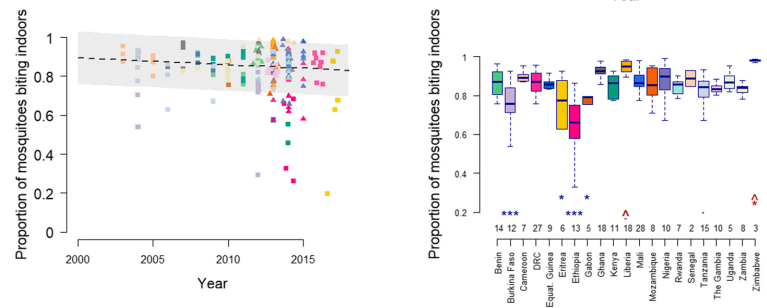 Proportion of mosquitoes biting indoors
1
0.8
0.6
0.4
0.2
0
2000 2005 2010 2015
Year
Proportion of mosquitoes biting indoors
1
0.8
0.6
0.4
0.2
*** * *** * ^ . . ^ *
14 12 7 27 9 6 13 5 18 11 18 28 8 10 7 2 15 10 5 8 3
Benin
Burkina Faso
Cameroon
DRC
Equat. Guinea
Eritrea
Ethiopia
Gabon
Ghana
Kenya
Liberia
Mali
Mozambique
Nigeria
Rwanda
Senegal
Tanzania
The Gambia
Uganda
Zambia
Zimbabwe